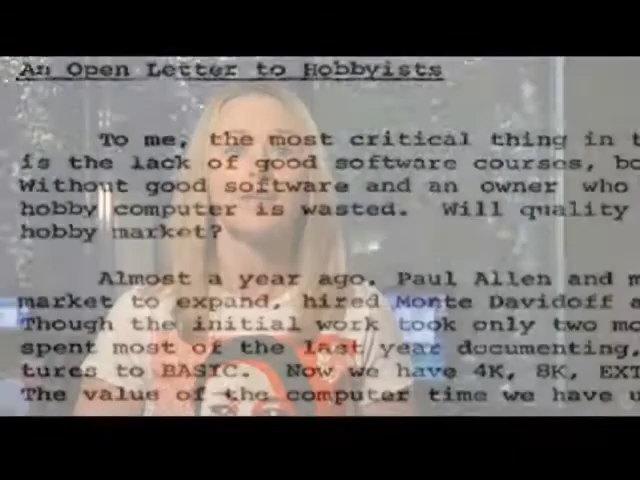 An Open Letter to Hobbyists
To me, the most critical thing in t
is the lack of good software courses, bo
Without good software and an owner who
hobby computer is wasted. Will quality
hobby market?
Almost a year ago, Paul Allen and m
market to expand, hired Monte Davidoff a
Though the initial work took only two mo
spent most of the last year documenting,
tures to BASIC. Now we have 4K, 8K, EXT
The value of the computer time we have u